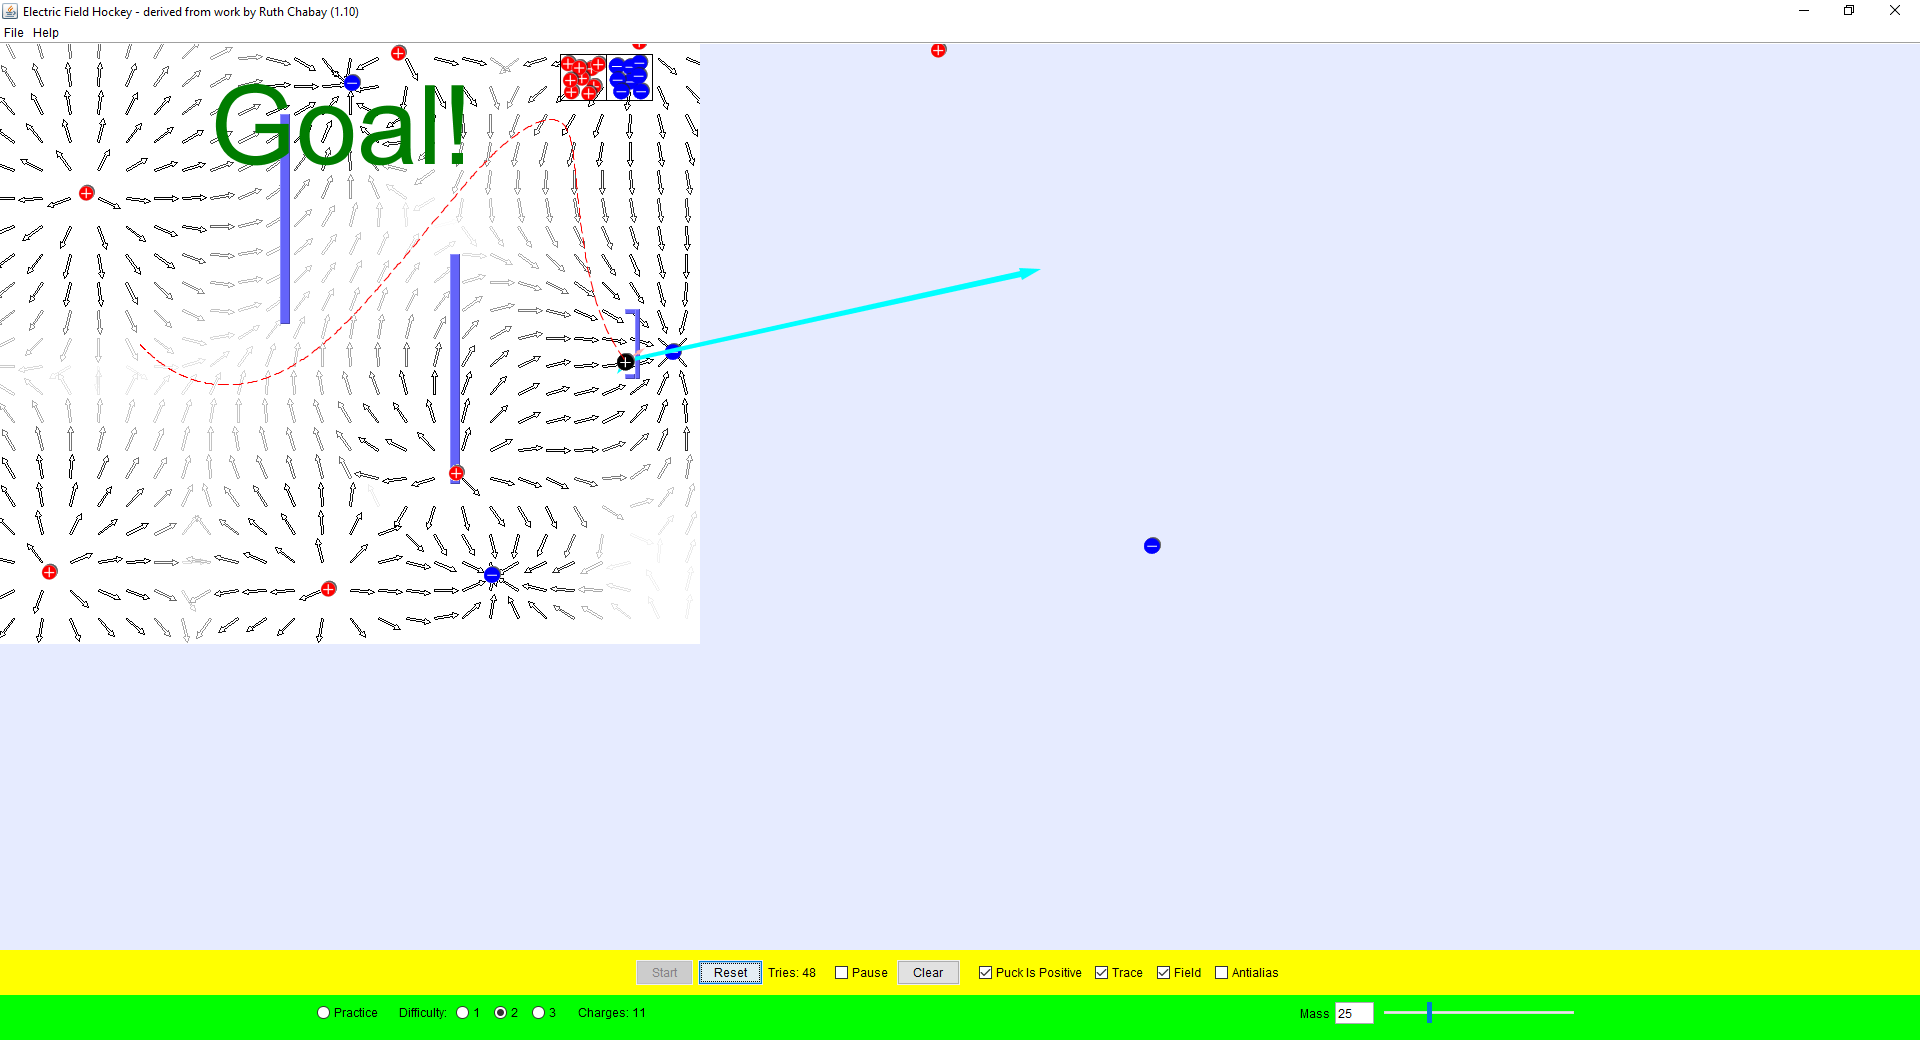 Electric Field Hockey - derived from work by Ruth Chabay (1.10)
File Help
Goal!
Start Reset Tries: 48 Pause Clear Puck Is Positive Trace Field Antialias
Practice Difficulty: 1 2 3 Charges: 11 Mass 25